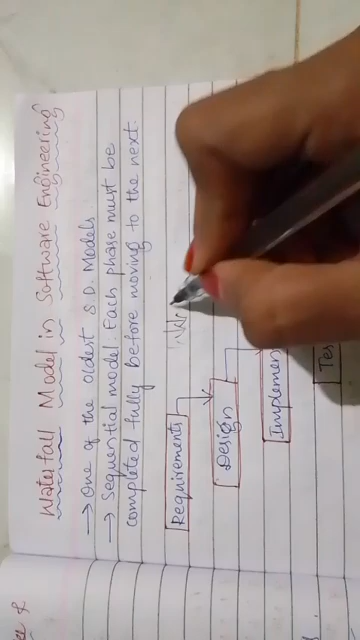 Waterfall Model in Software Engineering
→ One of the oldest S.D. Models
→ Sequential model. Each phase must be
completed fully before moving to the next.
Requirements
Design
Implemen
Tes